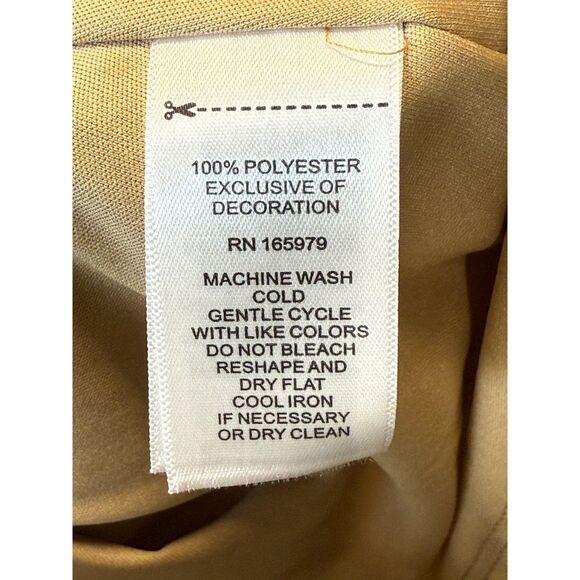 100% POLYESTER
EXCLUSIVE OF
DECORATION
RN 165979
MACHINE WASH
COLD
GENTLE CYCLE
WITH LIKE COLORS
DO NOT BLEACH
RESHAPE AND
DRY FLAT
COOL IRON
IF NECESSARY
OR DRY CLEAN